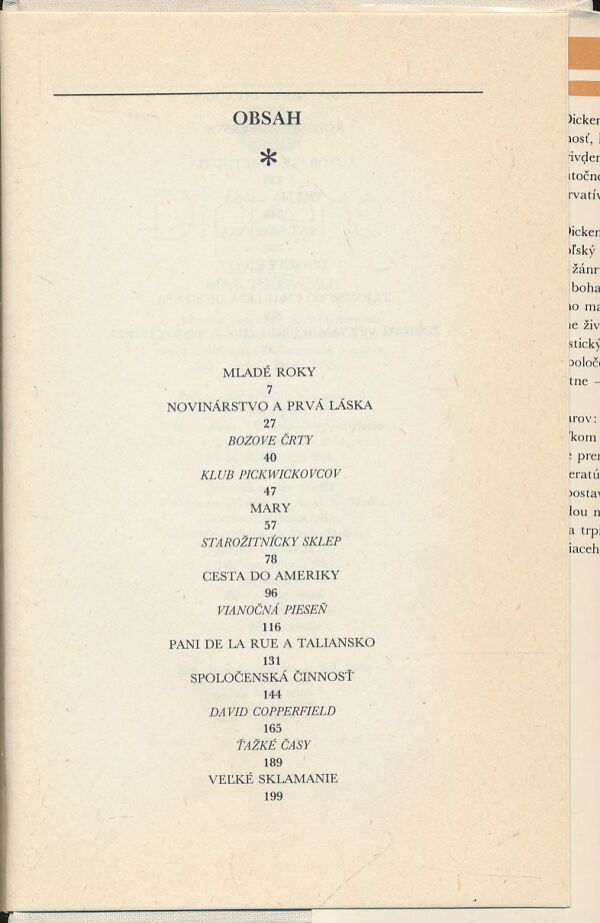 OBSAH
*
MLADÉ ROKY
7
NOVINÁRSTVO A PRVÁ LÁSKA
27
BOZOVE ČRTY
40
KLUB PICKWICKOVCOV
47
MARY
57
STAROŽITNÍCKY SKLEP
78
CESTA DO AMERIKY
96
VIANOČNÁ PIESEŇ
116
PANI DE LA RUE A TALIANSKO
131
SPOLOČENSKÁ ČINNOSŤ
144
DAVID COPPERFIELD
165
ŤAŽKÉ ČASY
189
VEĽKÉ SKLAMANIE
199